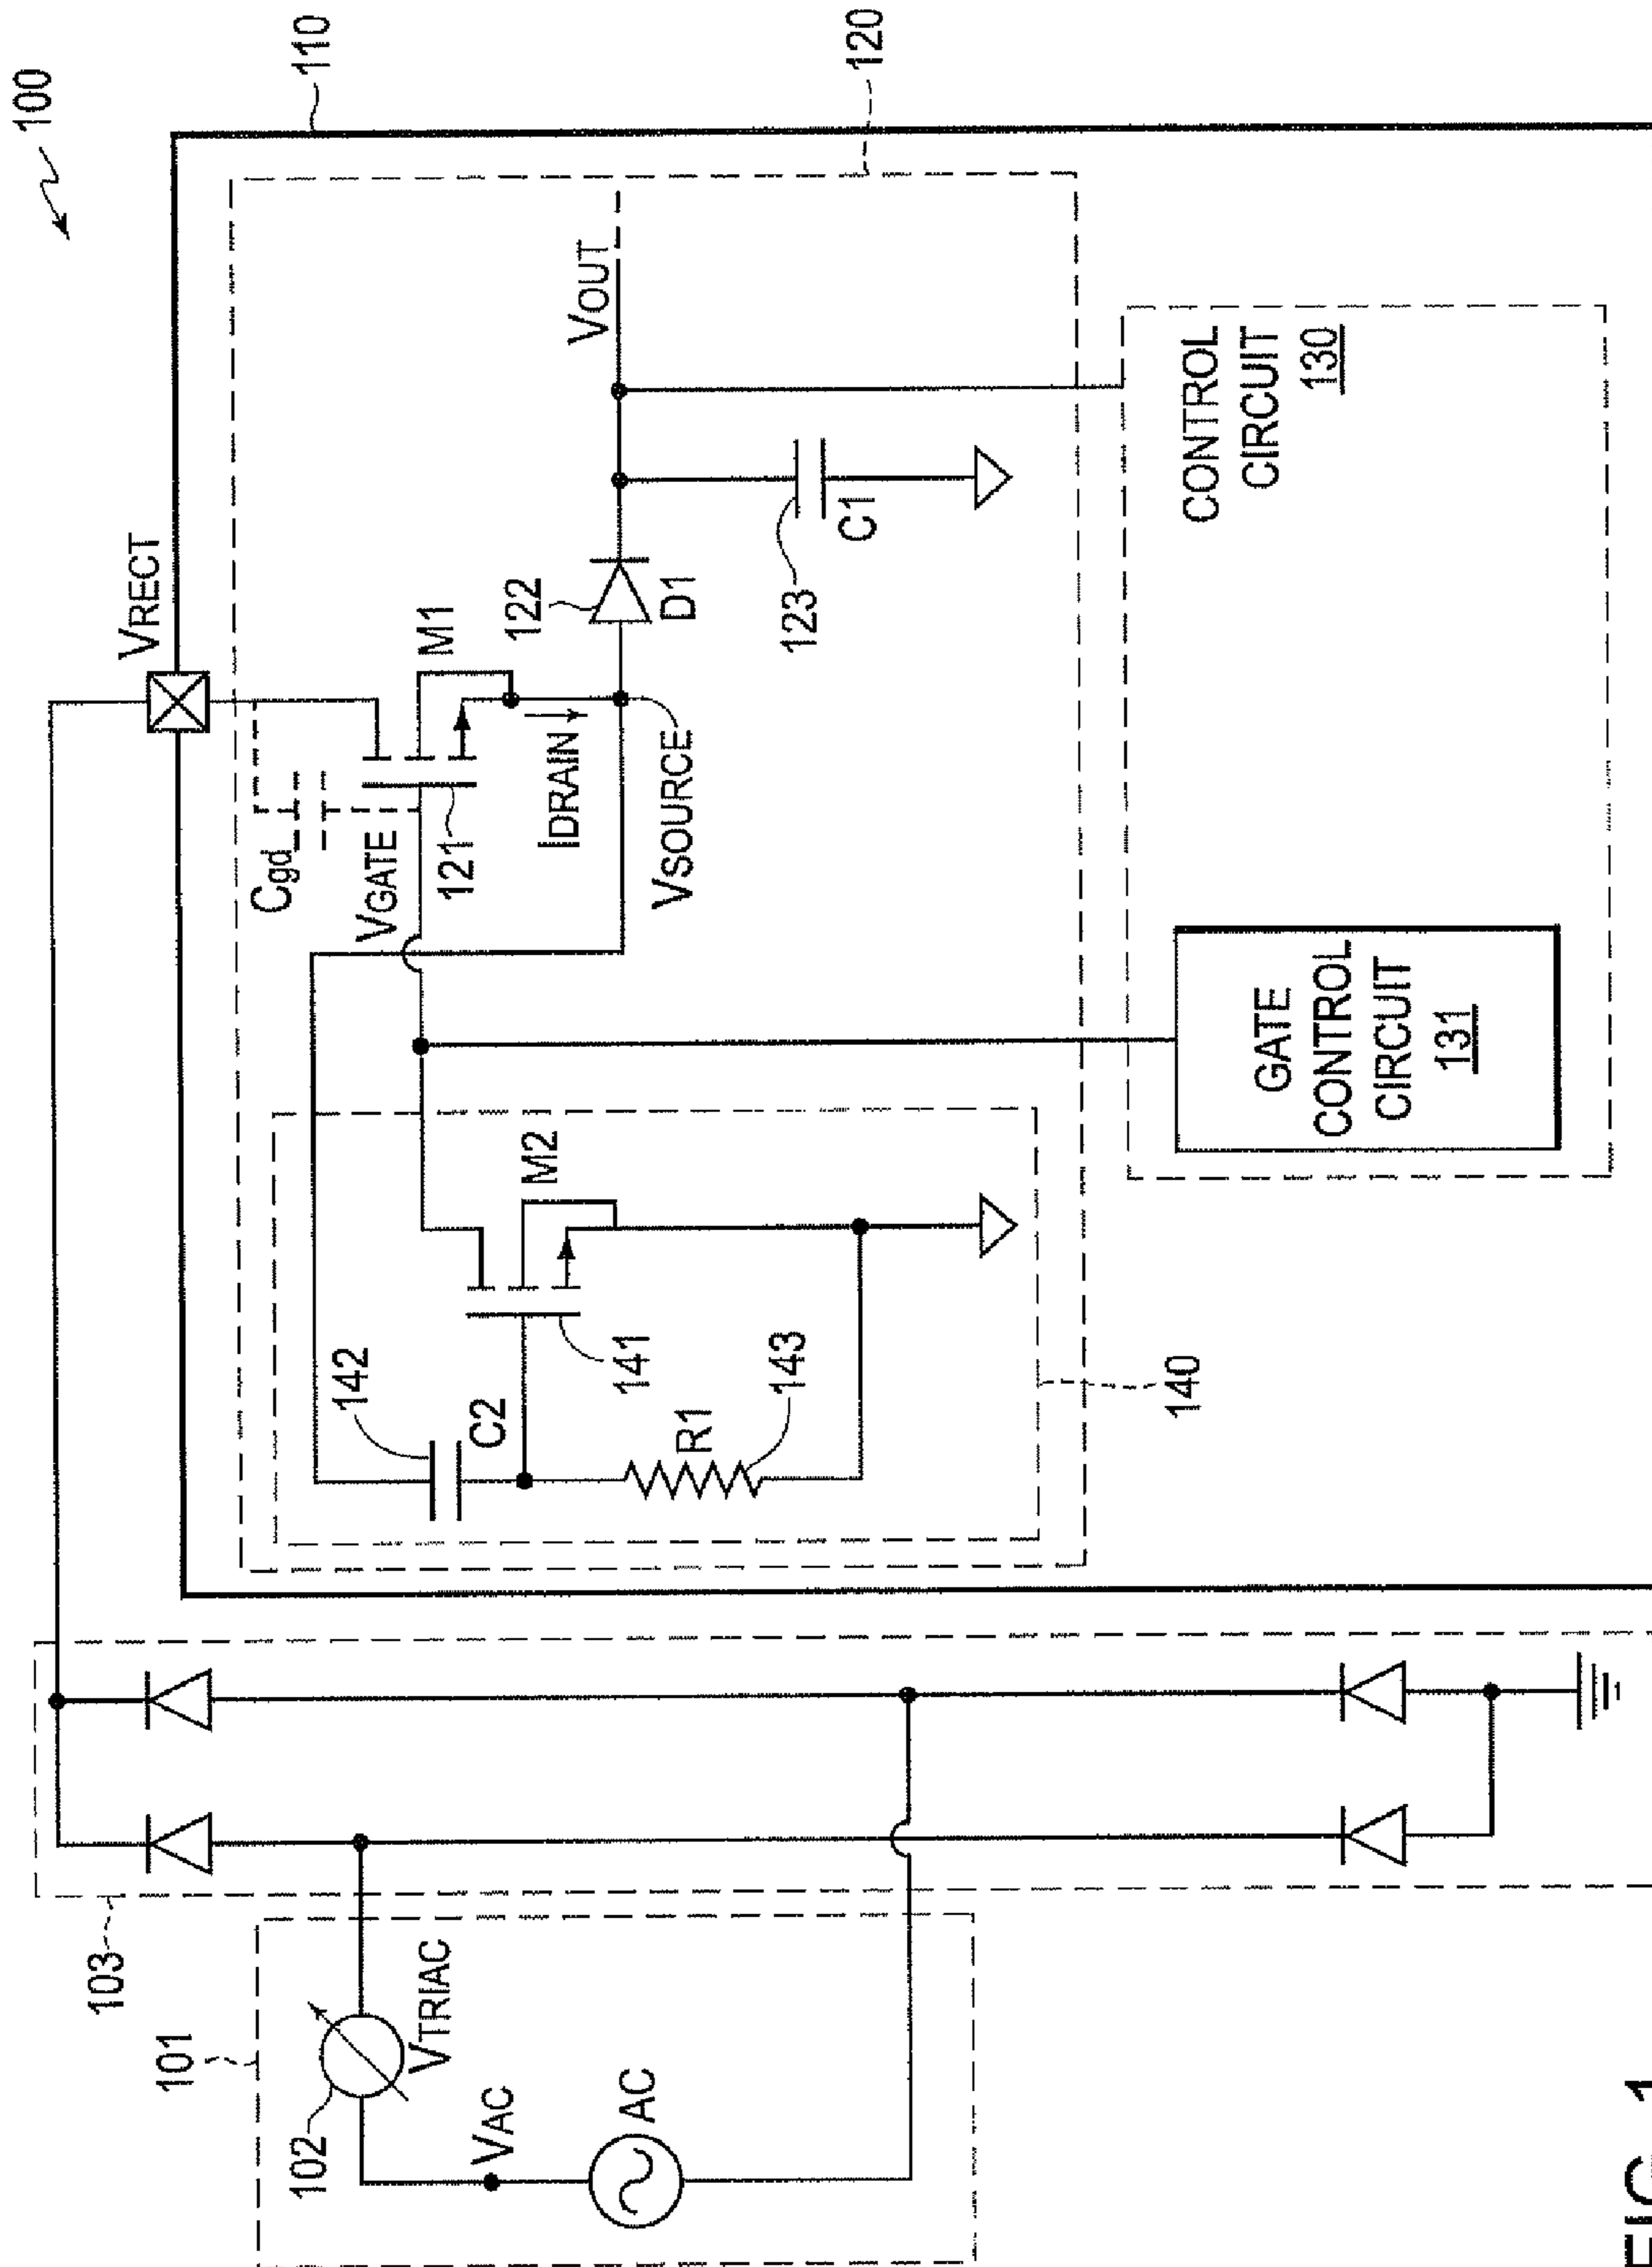 100
110
VRECT
120
Cgd
VGATE
121
M1
IDRAIN
VSOURCE
122
D1
123
C1
VOUT
CONTROL
CIRCUIT
130
GATE
CONTROL
CIRCUIT
131
M2
141
142
C2
R1
143
140
103
101
102
VTRIAC
VAC
AC
FIG. 1